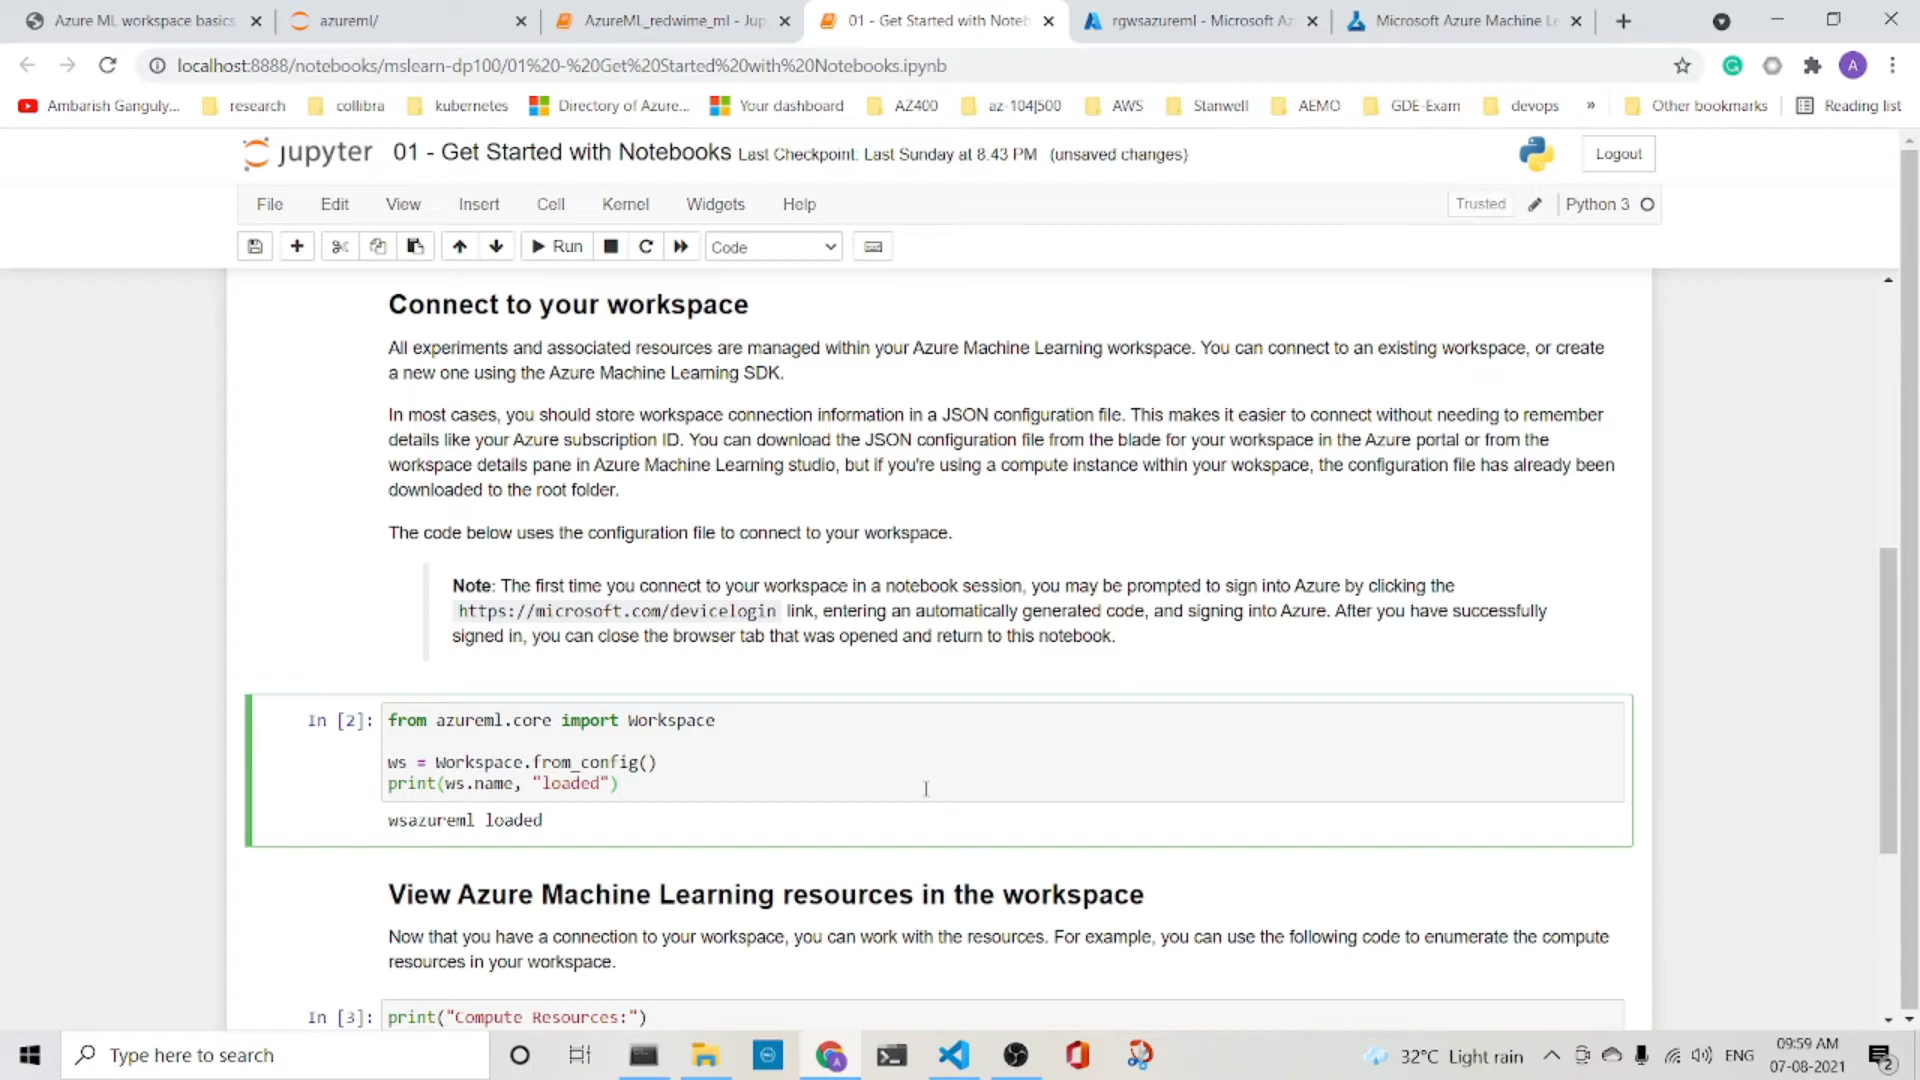 Azure ML workspace basics
azureml/
AzureML_redwime_ml - Jup
01 - Get Started with Noteb
rgwsazureml - Microsoft Az
Microsoft Azure Machine Le
localhost:8888/notebooks/mslearn-dp100/01%20-%20Get%20Started%20with%20Notebooks.ipynb
A
Ambarish Ganguly...
research
collibra
kubernetes
Directory of Azure...
Your dashboard
AZ400
az-104|500
AWS
Stanwell
AEMO
GDE-Exam
devops
»
Other bookmarks
Reading list
jupyter 01 - Get Started with Notebooks Last Checkpoint: Last Sunday at 8:43 PM (unsaved changes)
Logout
File Edit View Insert Cell Kernel Widgets Help
Trusted
Python 3
Run
Code
Connect to your workspace
All experiments and associated resources are managed within your Azure Machine Learning workspace. You can connect to an existing workspace, or create
a new one using the Azure Machine Learning SDK.
In most cases, you should store workspace connection information in a JSON configuration file. This makes it easier to connect without needing to remember
details like your Azure subscription ID. You can download the JSON configuration file from the blade for your workspace in the Azure portal or from the
workspace details pane in Azure Machine Learning studio, but if you're using a compute instance within your wokspace, the configuration file has already been
downloaded to the root folder.
The code below uses the configuration file to connect to your workspace.
Note: The first time you connect to your workspace in a notebook session, you may be prompted to sign into Azure by clicking the
https://microsoft.com/devicelogin link, entering an automatically generated code, and signing into Azure. After you have successfully
signed in, you can close the browser tab that was opened and return to this notebook.
In [2]: from azureml.core import Workspace
ws = Workspace.from_config()
print(ws.name, "loaded")
wsazureml loaded
View Azure Machine Learning resources in the workspace
Now that you have a connection to your workspace, you can work with the resources. For example, you can use the following code to enumerate the compute
resources in your workspace.
In [3]: print("Compute Resources:")
Type here to search
32°C Light rain
ENG
09:59 AM
07-08-2021
2